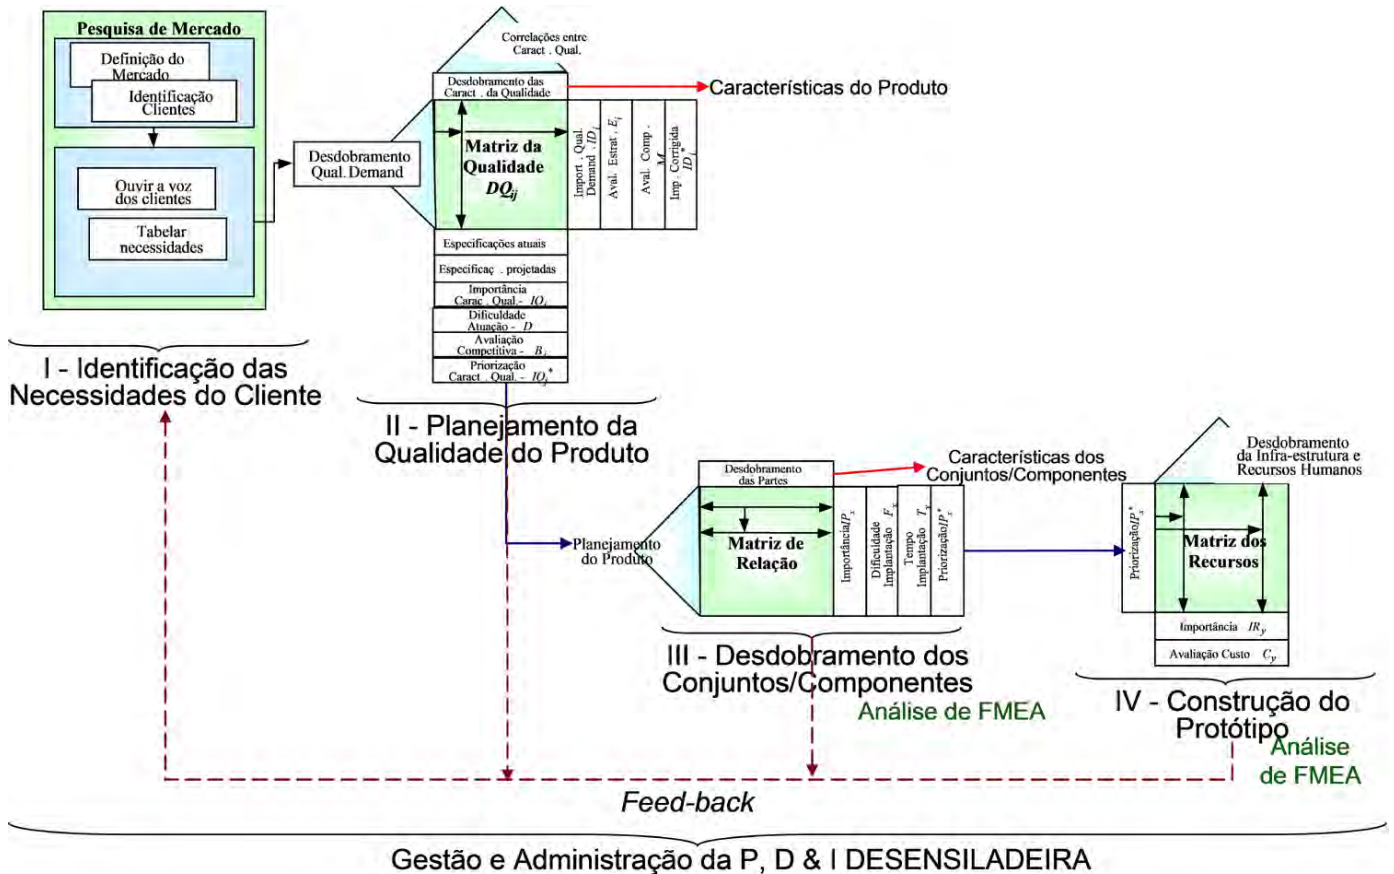 Pesquisa de Mercado
Definição do
Mercado
Identificação
Clientes
Ouvir a voz
dos clientes
Tabelar
necessidades
I - Identificação das
Necessidades do Cliente
Desdobramento
Qual.Demand
Correlações entre
Caract . Qual.
Desdobramento das
Caract . da Qualidade
Características do Produto
Matriz da
Qualidade
DQij
Import . Qual.
Demand . IDi
Aval. Estrat . Ei
Aval. Comp . M
Imp . Corrigida
IDi*
Especificações atuais
Especificaç . projetadas
Importância
Carac . Qual.- IQj
Dificuldade
Atuação - D
Avaliação
Competitiva - Bj
Priorização
Caract . Qual. - IQj*
II - Planejamento da
Qualidade do Produto
Planejamento
do Produto
Desdobramento
das Partes
Características dos
Conjuntos/Componentes
Matriz de
Relação
Importância IPx
Dificuldade
Implantação Fx
Tempo
Implantação Tx
Priorização IPx*
III - Desdobramento dos
Conjuntos/Componentes
Análise de FMEA
Desdobramento
da Infra-estrutura e
Recursos Humanos
Priorização IPx*
Matriz dos
Recursos
Importância IRy
Avaliação Custo Cy
IV - Construção do
Protótipo
Análise
de FMEA
Feed-back
Gestão e Administração da P, D & I DESENSILADEIRA